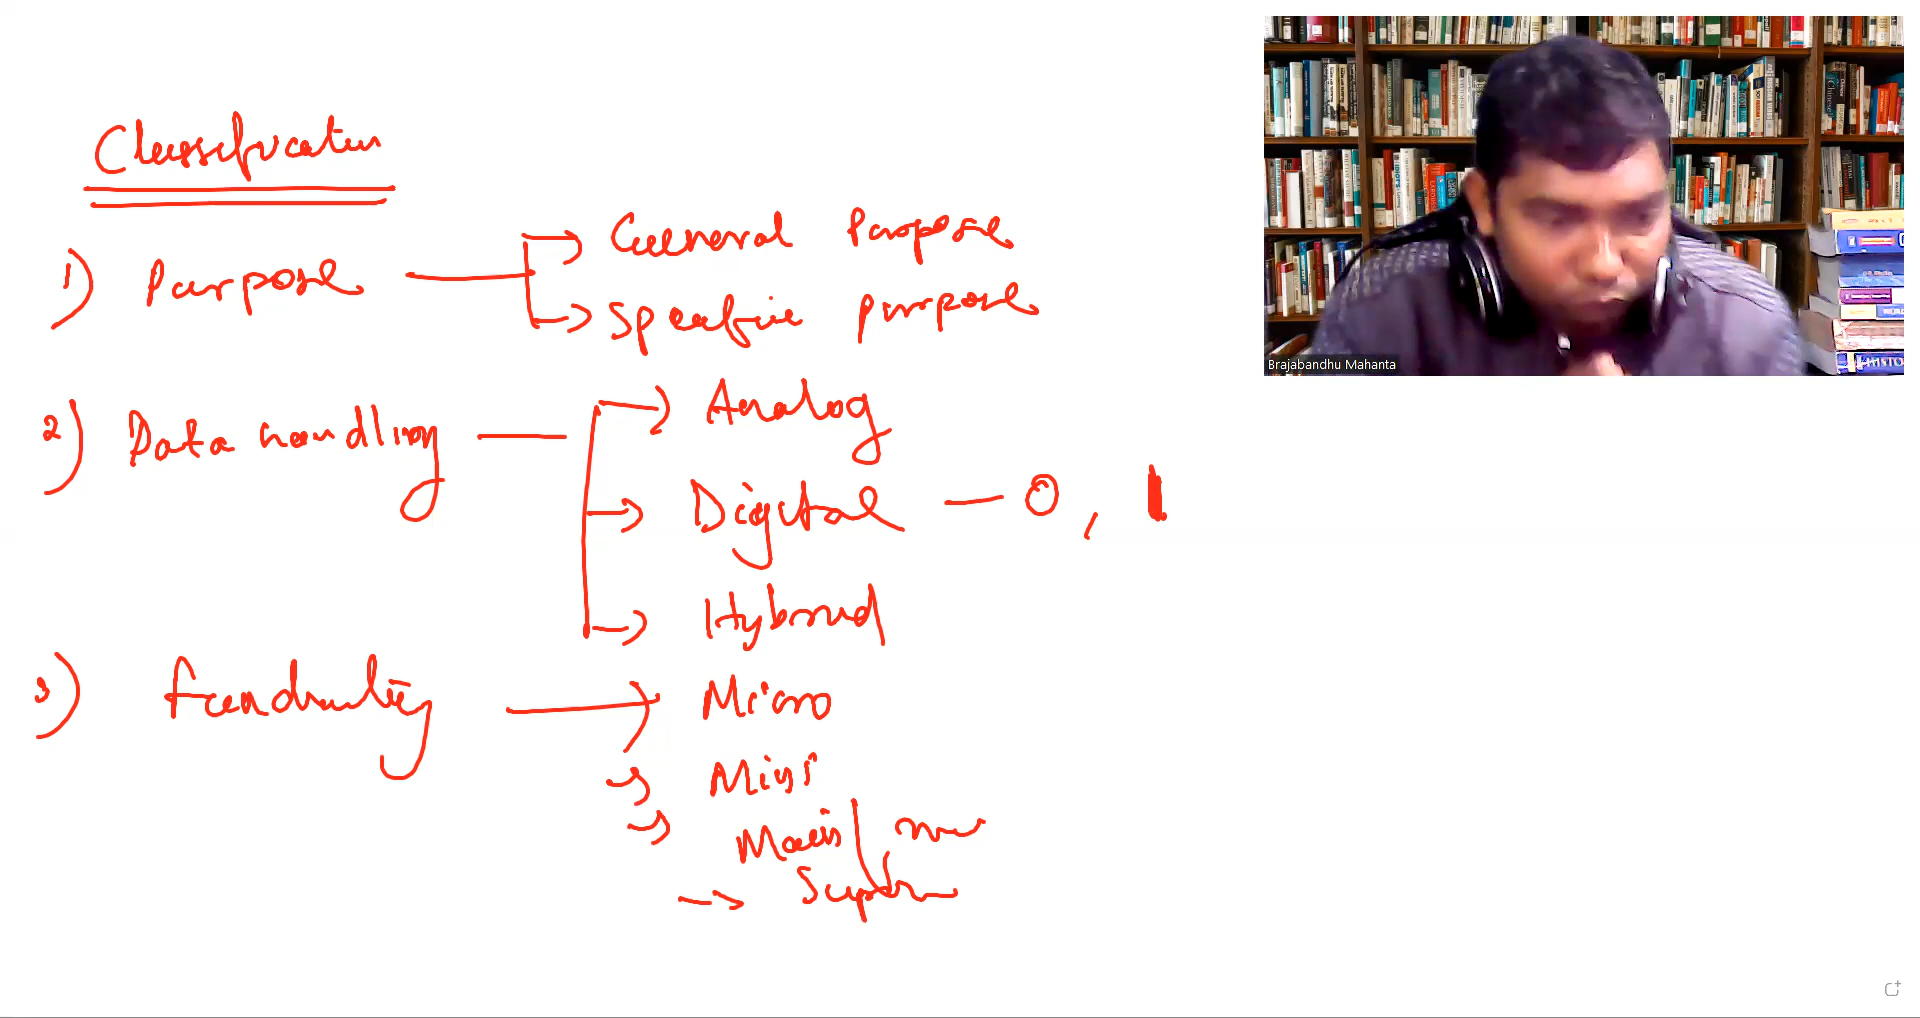 Classification
1) Purpose
General Purpose
Specific purpose
2) Data handling
Analog
Digital — 0, 1
Hybrid
3) Functionality
Micro
Mini
Main
Super
Brajabandhu Mahanta